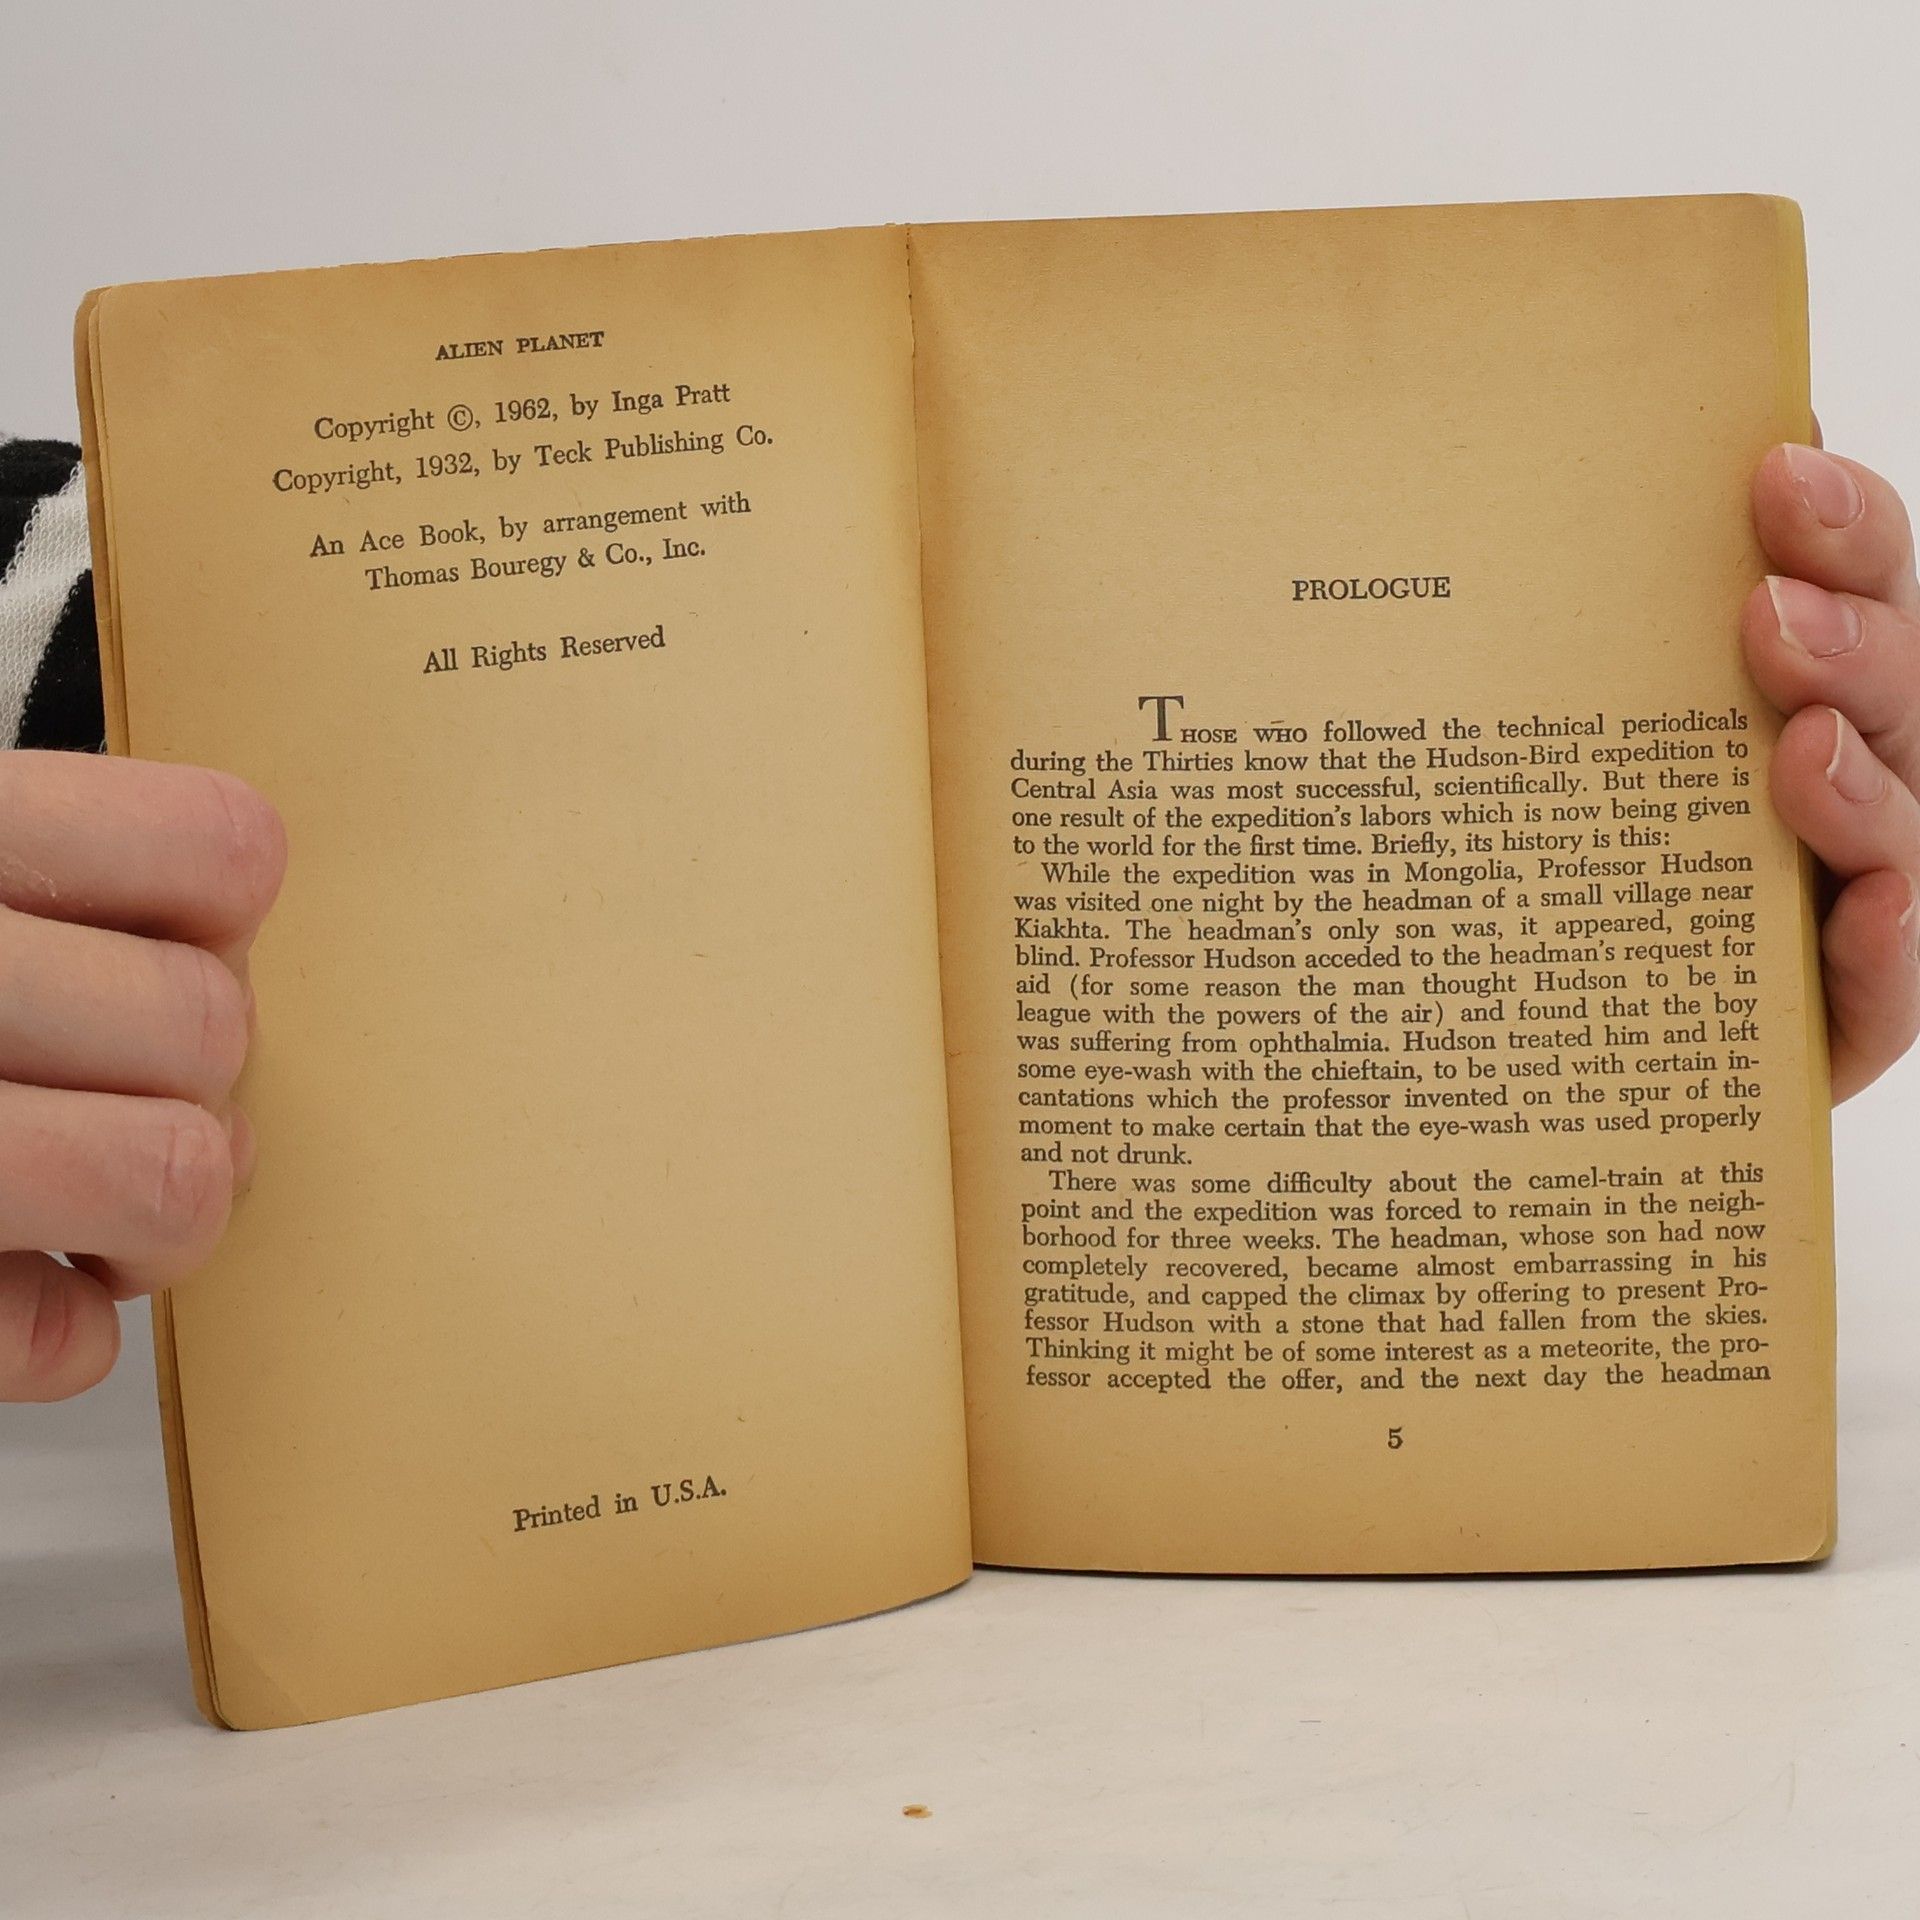 ALIEN PLANET
Copyright ©, 1962, by Inga Pratt
Copyright, 1932, by Teck Publishing Co.
An Ace Book, by arrangement with
Thomas Bouregy & Co., Inc.
All Rights Reserved
Printed in U.S.A.
PROLOGUE
THOSE WHO followed the technical periodicals
during the Thirties know that the Hudson-Bird expedition to
Central Asia was most successful, scientifically. But there is
one result of the expedition's labors which is now being given
to the world for the first time. Briefly, its history is this:
While the expedition was in Mongolia, Professor Hudson
was visited one night by the headman of a small village near
Kiakhta. The headman's only son was, it appeared, going
blind. Professor Hudson acceded to the headman's request for
aid (for some reason the man thought Hudson to be in
league with the powers of the air) and found that the boy
was suffering from ophthalmia. Hudson treated him and left
some eye-wash with the chieftain, to be used with certain in-
cantations which the professor invented on the spur of the
moment to make certain that the eye-wash was used properly
and not drunk.
There was some difficulty about the camel-train at this
point and the expedition was forced to remain in the neigh-
borhood for three weeks. The headman, whose son had now
completely recovered, became almost embarrassing in his
gratitude, and capped the climax by offering to present Pro-
fessor Hudson with a stone that had fallen from the skies.
Thinking it might be of some interest as a meteorite, the pro-
fessor accepted the offer, and the next day the headman
5